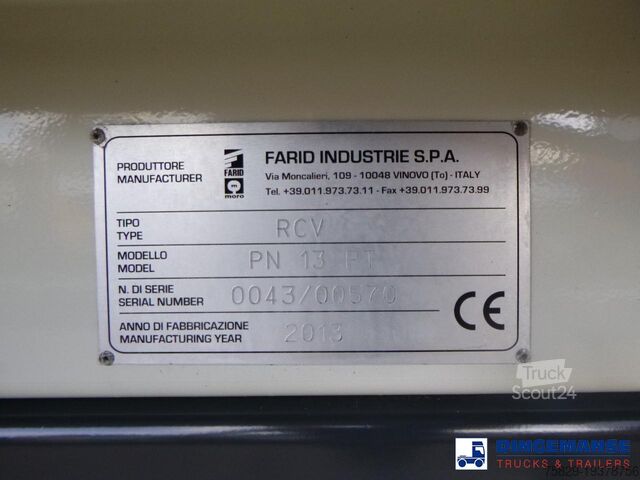 PRODUTTORE
MANUFACTURER
FARID
m
moro
FARID INDUSTRIE S.P.A.
Via Moncalieri, 109 - 10048 VINOVO (To) - ITALY
Tel. +39.011.973.73.11 - Fax +39.011.973.73.99
TIPO
TYPE
RCV
MODELLO
MODEL
PN 13 PT
N. DI SERIE
SERIAL NUMBER
0043/00570
ANNO DI FABBRICAZIONE
MANUFACTURING YEAR
2013
CE
Truck
Scout24
DINGEMANSE
TRUCKS & TRAILERS